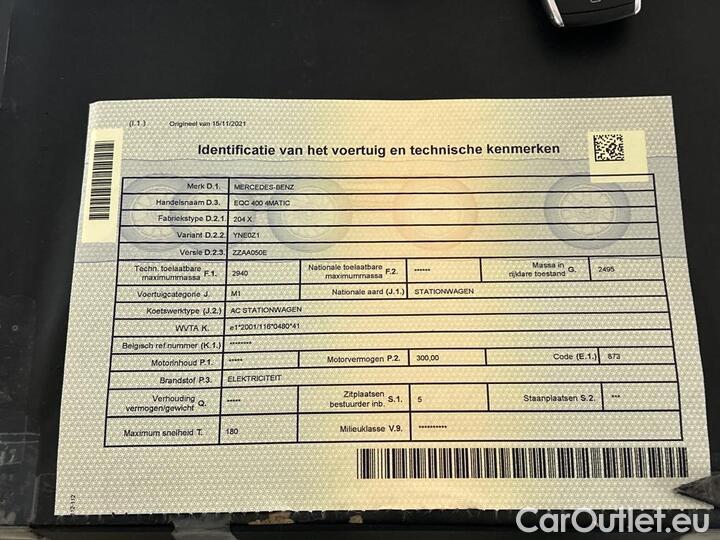 (I.1.) Origineel van 15/11/2021
Identificatie van het voertuig en technische kenmerken
Merk D.1. MERCEDES-BENZ
Handelsnaam D.3. EQC 400 4MATIC
Fabriekstype D.2.1. 204 X
Variant D.2.2. YNE0Z1
Versie D.2.3. ZZAA050E
Techn. toelaatbare maximummassa F.1. 2940 Nationale toelaatbare maximummassa F.2. ****** Massa in rijklare toestand G. 2495
Voertuigcategorie J. M1 Nationale aard (J.1.) STATIONWAGEN
Koetswerktype (J.2.) AC STATIONWAGEN
WVTA K. e1*2001/116*0480*41
Belgisch ref.nummer (K.1.) ********
Motorinhoud P.1. ***** Motorvermogen P.2. 300,00 Code (E.1.) 873
Brandstof P.3. ELEKTRICITEIT
Verhouding vermogen/gewicht Q. ***** Zitplaatsen bestuurder inb. S.1. 5 Staanplaatsen S.2. ***
Maximum snelheid T. 180 Milieuklasse V.9. **********
112-112
CarOutlet.eu